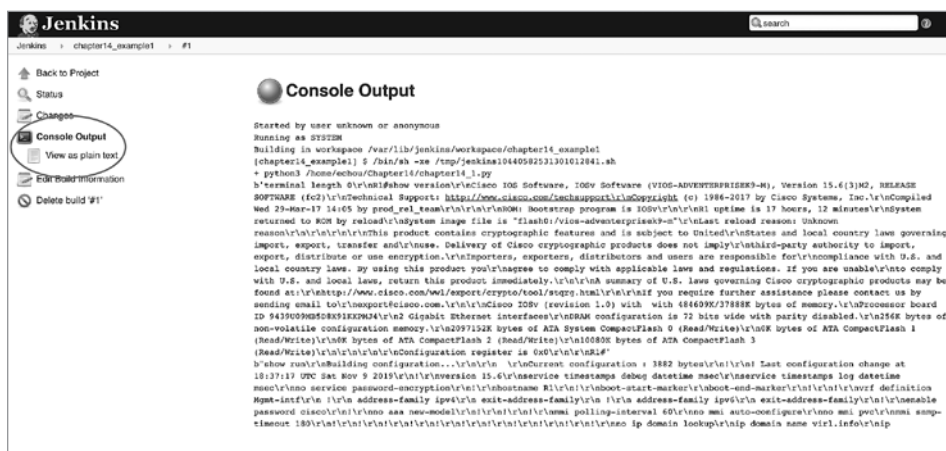 Jenkins
search
Jenkins › chapter14_example1 › #1
Back to Project
Status
Changes
Console Output
View as plain text
Edit Build Information
Delete build '#1'
Console Output
Started by user unknown or anonymous
Running as SYSTEM
Building in workspace /var/lib/jenkins/workspace/chapter14_example1
[chapter14_example1] $ /bin/sh -xe /tmp/jenkins10440582531301012841.sh
+ python3 /home/echou/Chapter14/chapter14_1.py
b'terminal length 0\r\n\rR1#show version\r\nCisco IOS Software, IOSv Software (VIOS-ADVENTERPRISEK9-M), Version 15.6(3)M2, RELEASE
SOFTWARE (fc2)\r\nTechnical Support: http://www.cisco.com/techsupport\r\nCopyright (c) 1986-2017 by Cisco Systems, Inc.\r\nCompiled
Wed 29-Mar-17 14:05 by prod_rel_team\r\n\r\n\r\nROM: Bootstrap program is IOSv\r\n\r\n\rR1 uptime is 17 hours, 12 minutes\r\nSystem
returned to ROM by reload\r\nSystem image file is "flash0:/vios-adventerprisek9-m"\r\nLast reload reason: Unknown
reason\r\n\r\n\r\n\r\nThis product contains cryptographic features and is subject to United\r\nStates and local country laws governing
import, export, transfer and\r\nuse. Delivery of Cisco cryptographic products does not imply\r\nthird-party authority to import,
export, distribute or use encryption.\r\nImporters, exporters, distributors and users are responsible for\r\ncompliance with U.S. and
local country laws. By using this product you\r\nagree to comply with applicable laws and regulations. If you are unable\r\nto comply
with U.S. and local laws, return this product immediately.\r\n\r\nA summary of U.S. laws governing Cisco cryptographic products may be
found at:\r\nhttp://www.cisco.com/wwl/export/crypto/tool/stqrg.html\r\n\r\nIf you require further assistance please contact us by
sending email to\r\nexport@cisco.com.\r\n\r\nCisco IOSv (revision 1.0) with with 484609K/37888K bytes of memory.\r\nProcessor board
ID 9439U09HB5D8X91KKPMJ4\r\n2 Gigabit Ethernet interfaces\r\nDRAM configuration is 72 bits wide with parity disabled.\r\n256K bytes of
non-volatile configuration memory.\r\n2097152K bytes of ATA System CompactFlash 0 (Read/Write)\r\n0K bytes of ATA CompactFlash 1
(Read/Write)\r\n0K bytes of ATA CompactFlash 2 (Read/Write)\r\n10080K bytes of ATA CompactFlash 3
(Read/Write)\r\n\r\n\r\n\r\nConfiguration register is 0x0\r\n\r\nR1#'
b'show run\r\nBuilding configuration...\r\n\r\n \r\nCurrent configuration : 3882 bytes\r\n!\r\n! Last configuration change at
18:37:17 UTC Sat Nov 9 2019\r\n!\r\nversion 15.6\r\nservice timestamps debug datetime msec\r\nservice timestamps log datetime
msec\r\nno service password-encryption\r\n!\r\nhostname R1\r\n!\r\nboot-start-marker\r\nboot-end-marker\r\n!\r\n!\r\nvrf definition
Mgmt-intf\r\n !\r\n address-family ipv4\r\n exit-address-family\r\n !\r\n address-family ipv6\r\n exit-address-family\r\n!\r\nenable
password cisco\r\n!\r\nno aaa new-model\r\n!\r\n!\r\n!\r\nmmi polling-interval 60\r\nno mmi auto-configure\r\nno mmi pvc\r\nmmi snmp-
timeout 180\r\n!\r\n!\r\n!\r\n!\r\n!\r\n!\r\n!\r\n!\r\nno ip domain lookup\r\nip domain name virl.info\r\nip